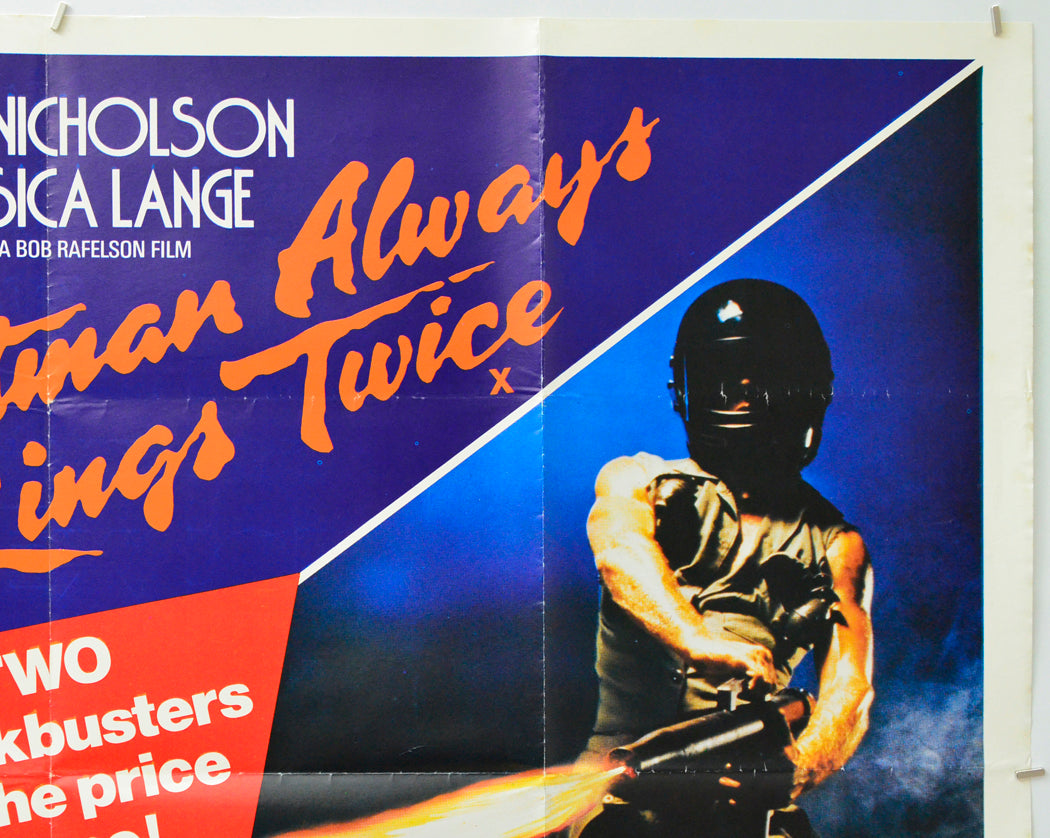 NICHOLSON
SICA LANGE
A BOB RAFELSON FILM
tman Always
ings Twice
X
TWO
kbusters
he price